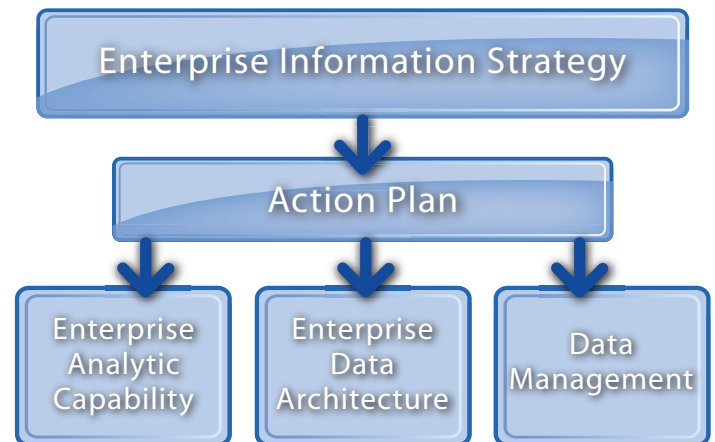 Enterprise Information Strategy
Action Plan
Enterprise
Analytic
Capability
Enterprise
Data
Architecture
Data
Management